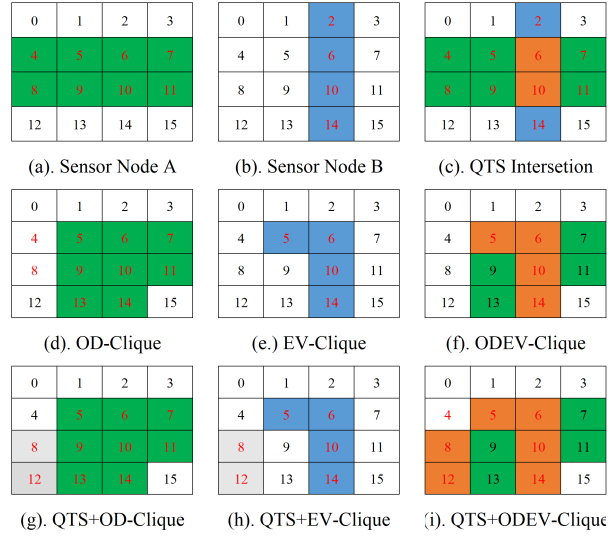 0 1 2 3 0 1 2 3 0 1 2 3
4 5 6 7 4 5 6 7 4 5 6 7
8 9 10 11 8 9 10 11 8 9 10 11
12 13 14 15 12 13 14 15 12 13 14 15
(a). Sensor Node A (b). Sensor Node B (c). QTS Intersetion
0 1 2 3 0 1 2 3 0 1 2 3
4 5 6 7 4 5 6 7 4 5 6 7
8 9 10 11 8 9 10 11 8 9 10 11
12 13 14 15 12 13 14 15 12 13 14 15
(d). OD-Clique (e.) EV-Clique (f). ODEV-Clique
0 1 2 3 0 1 2 3 0 1 2 3
4 5 6 7 4 5 6 7 4 5 6 7
8 9 10 11 8 9 10 11 8 9 10 11
12 13 14 15 12 13 14 15 12 13 14 15
(g). QTS+OD-Clique (h). QTS+EV-Clique (i). QTS+ODEV-Clique